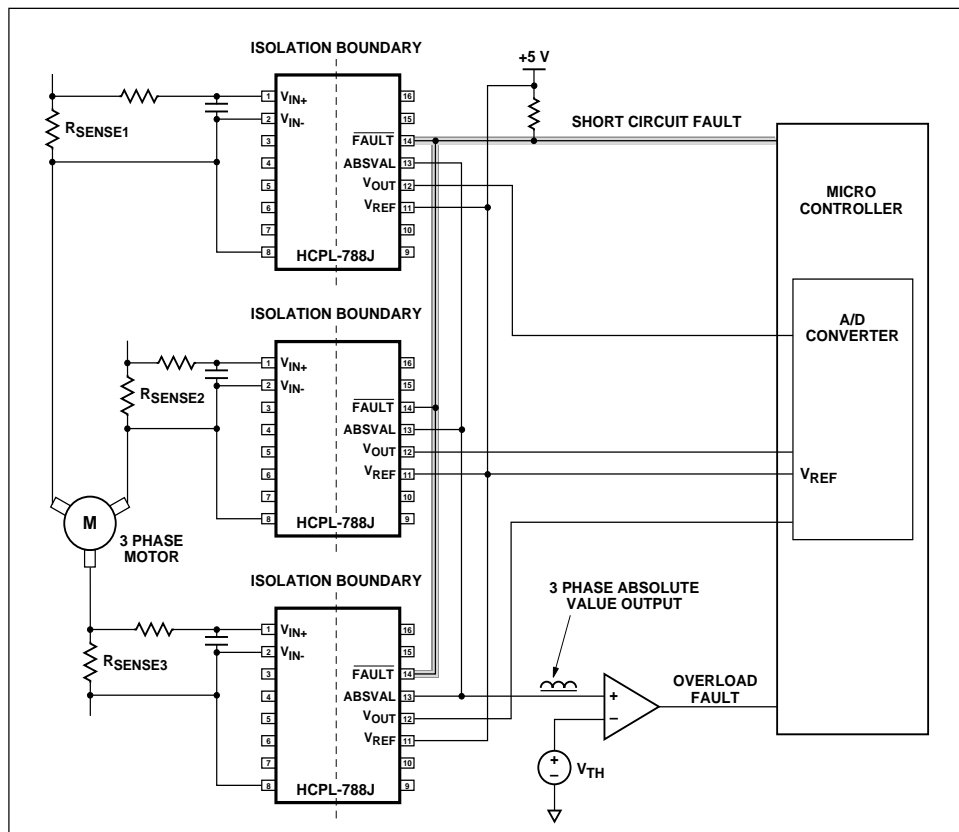 ISOLATION BOUNDARY
+5 V
RSENSE1
1 VIN+
2 VIN-
3
4
5
6
7
8
16
15
FAULT 14
ABSVAL 13
VOUT 12
VREF 11
10
9
HCPL-788J
SHORT CIRCUIT FAULT
MICRO
CONTROLLER
A/D
CONVERTER
VREF
ISOLATION BOUNDARY
RSENSE2
1 VIN+
2 VIN-
3
4
5
6
7
8
16
15
FAULT 14
ABSVAL 13
VOUT 12
VREF 11
10
9
HCPL-788J
M
3 PHASE
MOTOR
ISOLATION BOUNDARY
RSENSE3
1 VIN+
2 VIN-
3
4
5
6
7
8
16
15
FAULT 14
ABSVAL 13
VOUT 12
VREF 11
10
9
HCPL-788J
3 PHASE ABSOLUTE
VALUE OUTPUT
+
–
OVERLOAD
FAULT
+
–
VTH